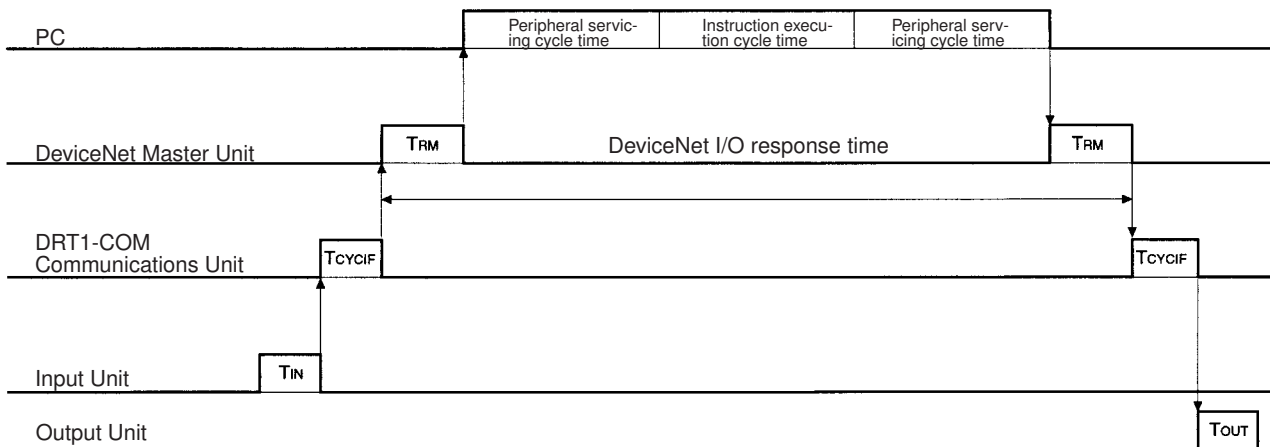 PC
Peripheral servic-
ing cycle time
Instruction execu-
tion cycle time
Peripheral serv-
icing cycle time
DeviceNet Master Unit
TRM
DeviceNet I/O response time
TRM
DRT1-COM
Communications Unit
TCYCIF
TCYCIF
Input Unit
TIN
Output Unit
TOUT